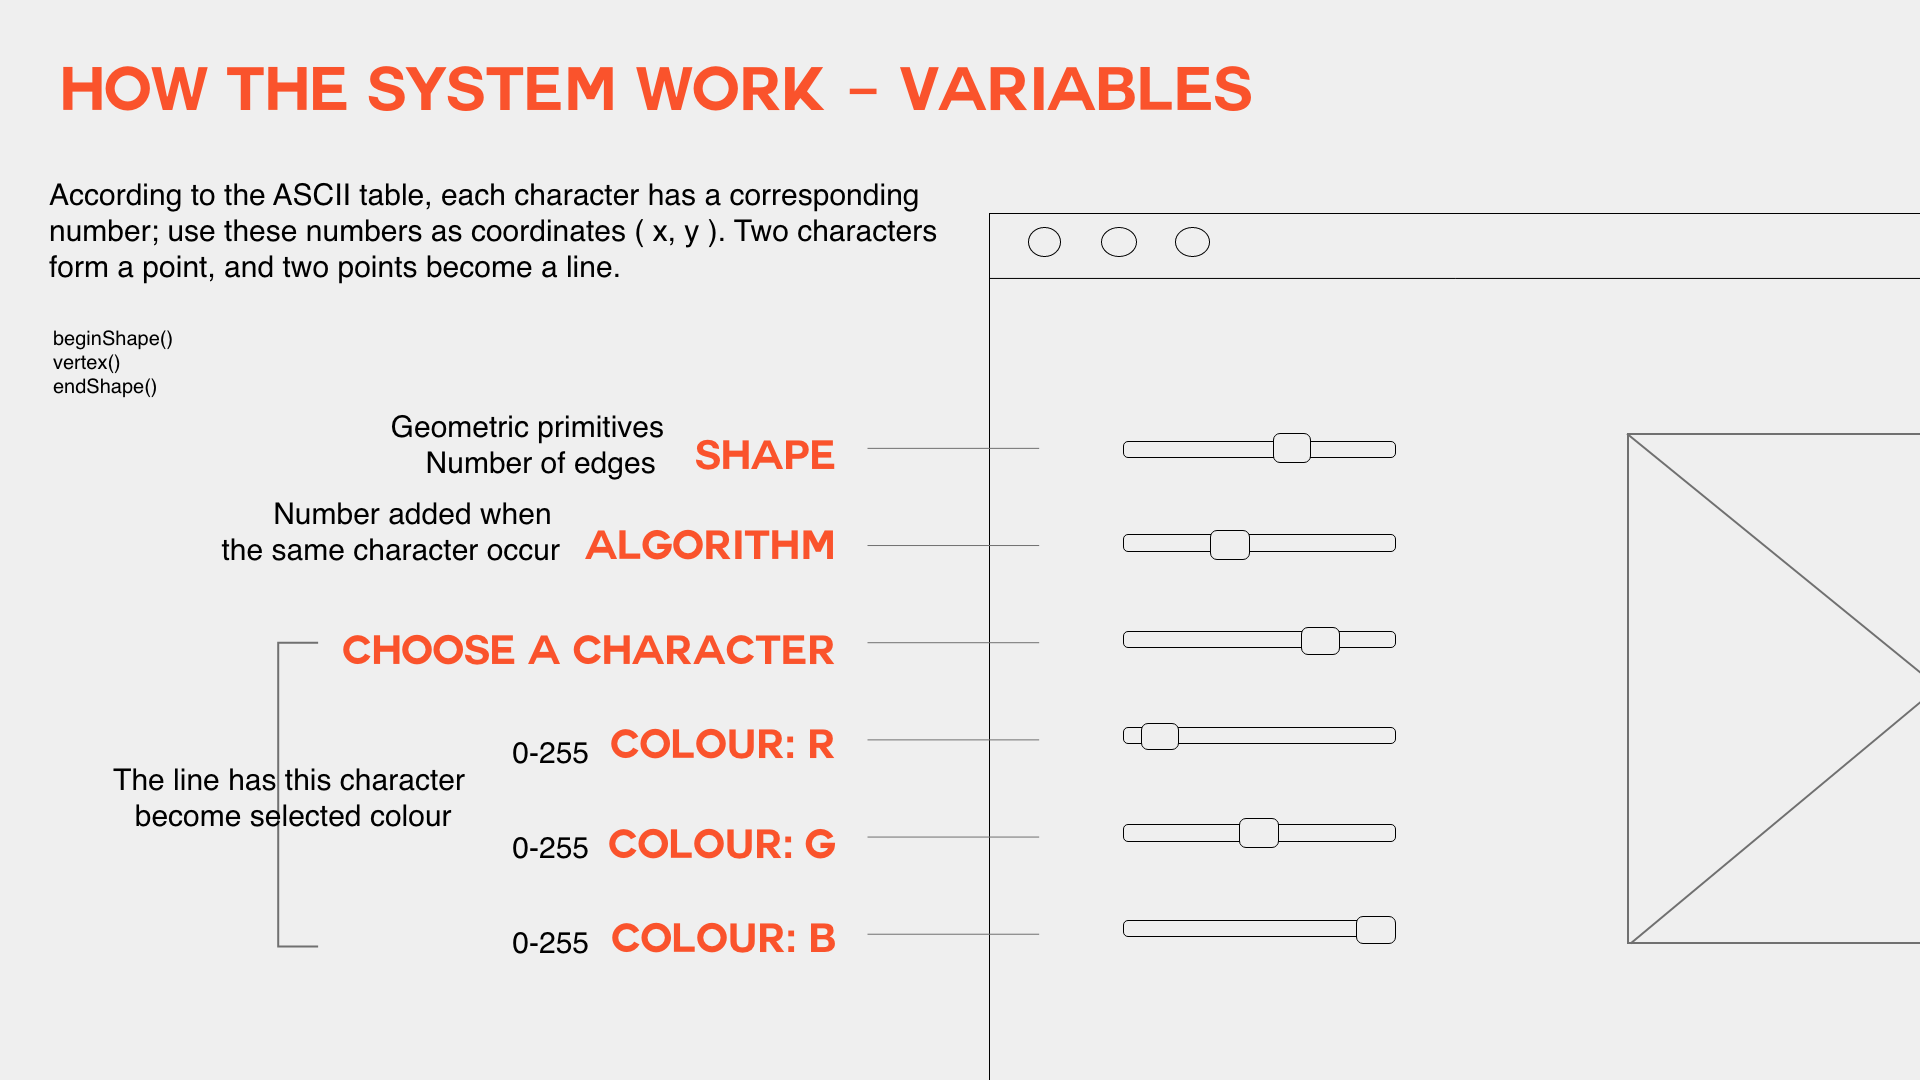 HOW THE SYSTEM WORK – VARIABLES
According to the ASCII table, each character has a corresponding
number; use these numbers as coordinates ( x, y ). Two characters
form a point, and two points become a line.
beginShape()
vertex()
endShape()
Geometric primitives
Number of edges
SHAPE
Number added when
the same character occur
ALGORITHM
CHOOSE A CHARACTER
The line has this character
become selected colour
0-255 COLOUR: R
0-255 COLOUR: G
0-255 COLOUR: B